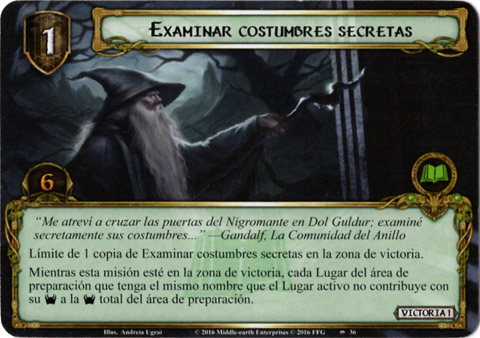 1
EXAMINAR COSTUMBRES SECRETAS
6
"Me atreví a cruzar las puertas del Nigromante en Dol Guldur; examiné
secretamente sus costumbres..." —Gandalf, La Comunidad del Anillo
Límite de 1 copia de Examinar costumbres secretas en la zona de victoria.
Mientras esta misión esté en la zona de victoria, cada Lugar del área de
preparación que tenga el mismo nombre que el Lugar activo no contribuye con
su a la total del área de preparación.
VICTORIA 1
Illus. Andreia Ugrai © 2016 Middle-earth Enterprises © 2016 FFG 36